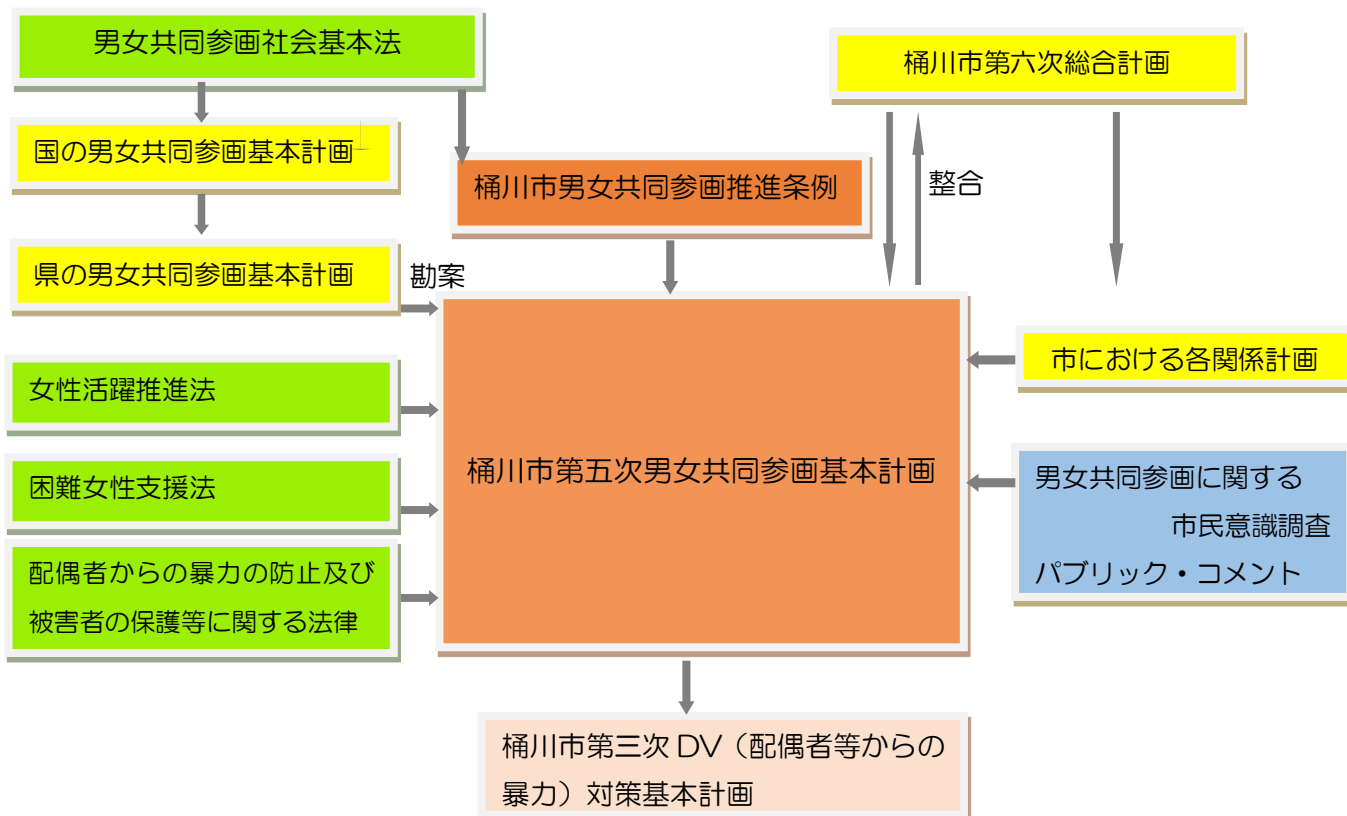 男女共同参画社会基本法
桶川市第六次総合計画
国の男女共同参画基本計画
桶川市男女共同参画推進条例
整合
県の男女共同参画基本計画
勘案
市における各関係計画
女性活躍推進法
桶川市第五次男女共同参画基本計画
男女共同参画に関する
市民意識調査
パブリック・コメント
困難女性支援法
配偶者からの暴力の防止及び
被害者の保護等に関する法律
桶川市第三次 DV（配偶者等からの
暴力）対策基本計画